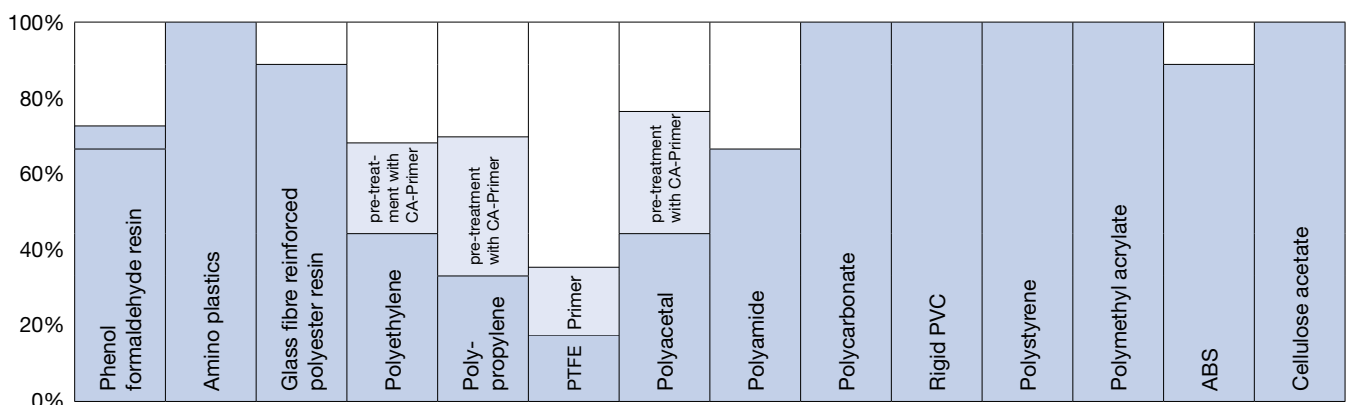 100%
80%
60%
40%
20%
0%
Phenol
formaldehyde resin
Amino plastics
Glass fibre reinforced
polyester resin
Polyethylene
pre-treat-
ment with
CA-Primer
Poly-
propylene
pre-treatment
with CA-Primer
PTFE
Primer
Polyacetal
pre-treatment
with CA-Primer
Polyamide
Polycarbonate
Rigid PVC
Polystyrene
Polymethyl acrylate
ABS
Cellulose acetate